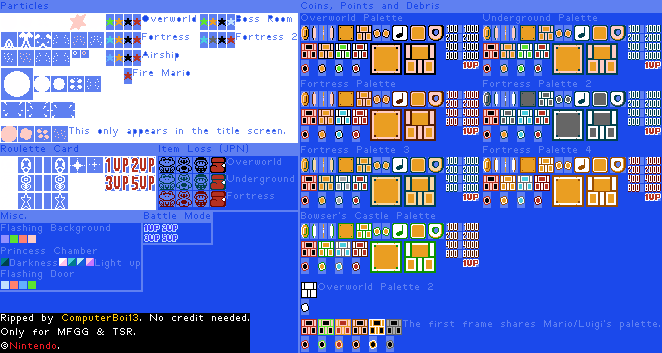 Particles
Coins, Points and Debris
Overworld
Boss Room
Overworld Palette
Underground Palette
Fortress
Fortress 2
Airship
Fire Mario
Fortress Palette
Fortress Palette 2
This only appears in the title screen.
Roulette Card
Item Loss (JPN)
Fortress Palette 3
Fortress Palette 4
1UP 2UP
3UP 5UP
Overworld
Underground
Fortress
Misc.
Battle Mode
Bowser's Castle Palette
Flashing Background
1UP 2UP
3UP 5UP
Princess Chamber
Darkness
Light up
Flashing Door
Overworld Palette 2
Ripped by ComputerBoi13. No credit needed.
Only for MFGG & TSR.
©Nintendo.
The first frame shares Mario/Luigi's palette.